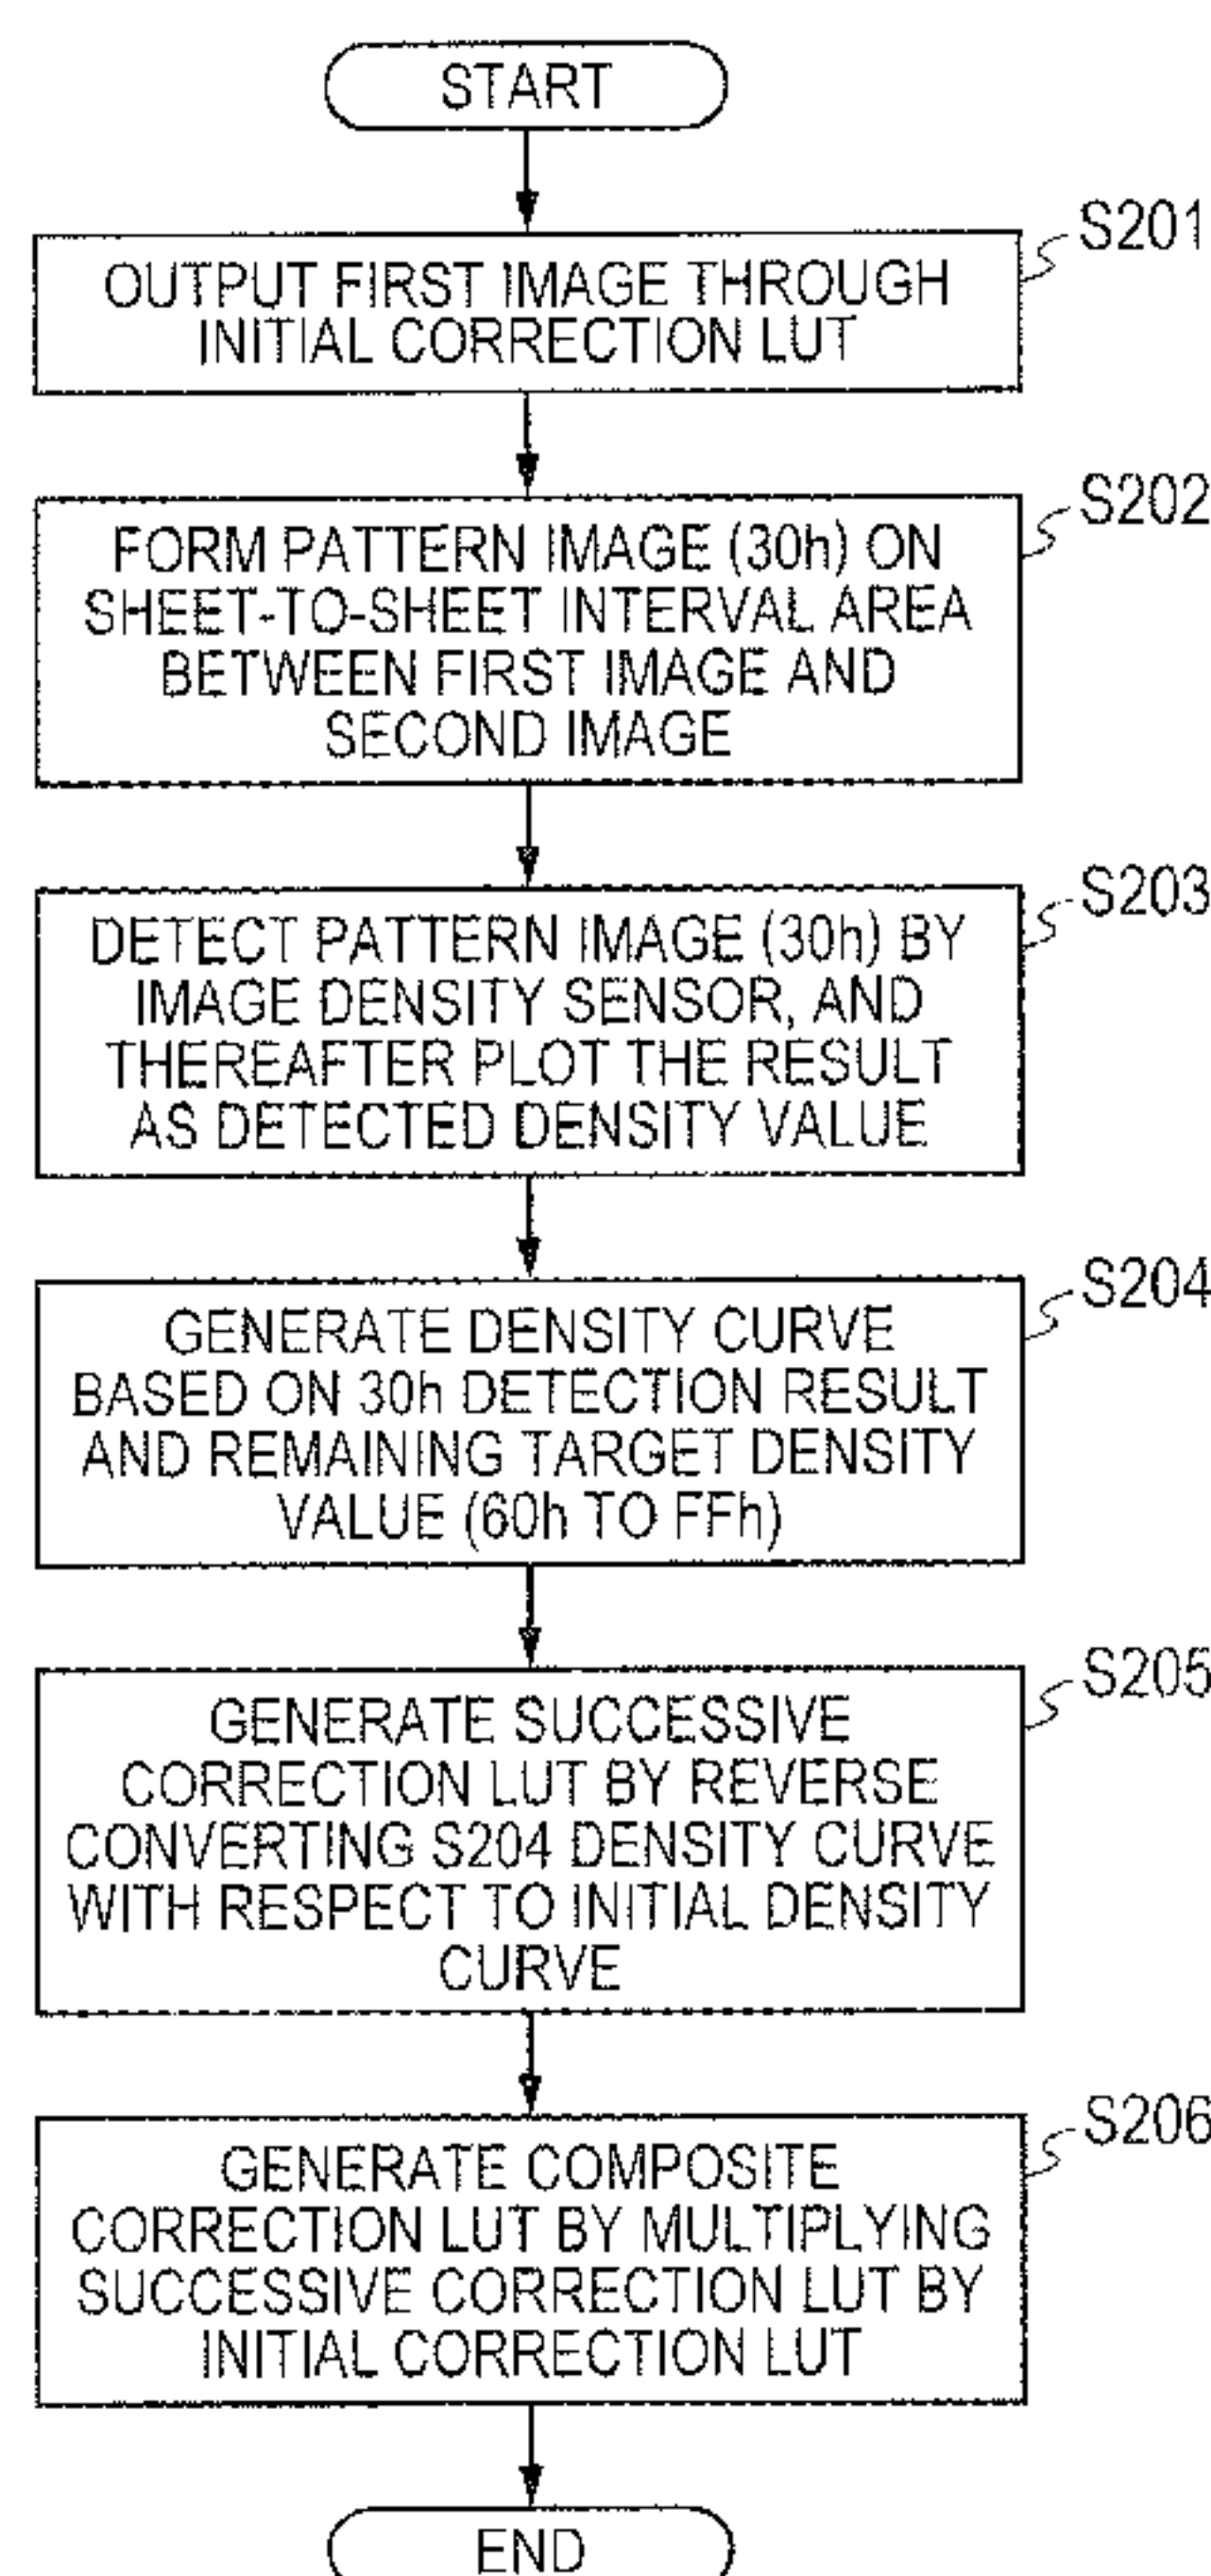 START
S201
OUTPUT FIRST IMAGE THROUGH
INITIAL CORRECTION LUT
S202
FORM PATTERN IMAGE (30h) ON
SHEET-TO-SHEET INTERVAL AREA
BETWEEN FIRST IMAGE AND
SECOND IMAGE
S203
DETECT PATTERN IMAGE (30h) BY
IMAGE DENSITY SENSOR, AND
THEREAFTER PLOT THE RESULT
AS DETECTED DENSITY VALUE
S204
GENERATE DENSITY CURVE
BASED ON 30h DETECTION RESULT
AND REMAINING TARGET DENSITY
VALUE (60h TO FFh)
S205
GENERATE SUCCESSIVE
CORRECTION LUT BY REVERSE
CONVERTING S204 DENSITY CURVE
WITH RESPECT TO INITIAL DENSITY
CURVE
S206
GENERATE COMPOSITE
CORRECTION LUT BY MULTIPLYING
SUCCESSIVE CORRECTION LUT BY
INITIAL CORRECTION LUT
END